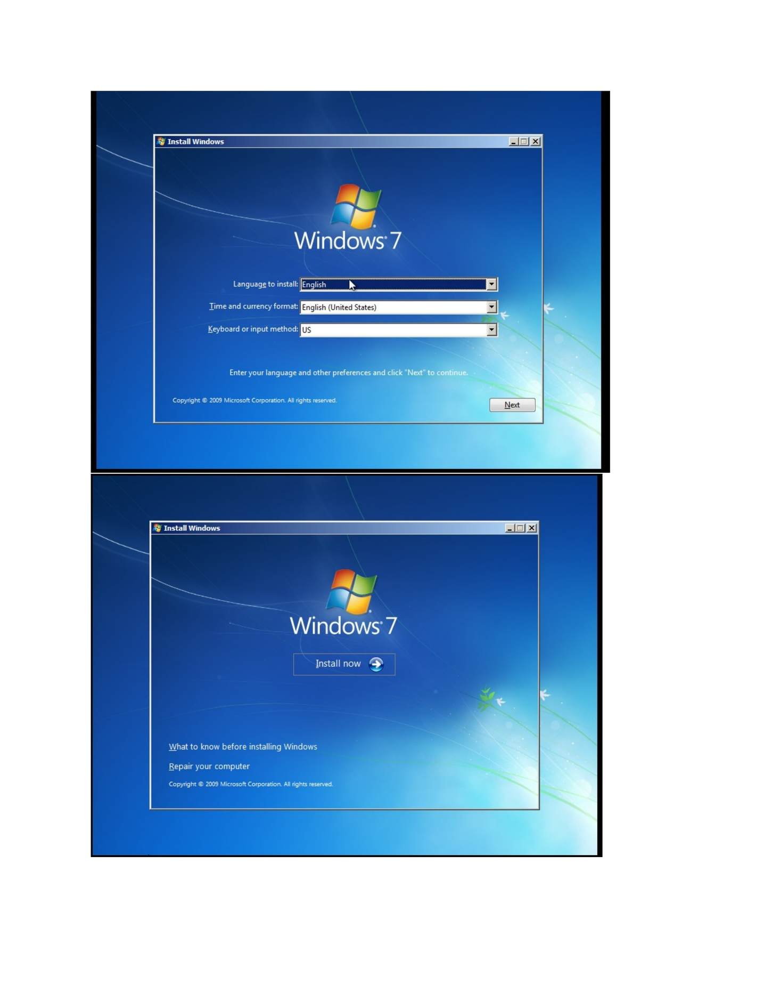 Install Windows
Windows® 7
Language to install: English
Time and currency format: English (United States)
Keyboard or input method: US
Enter your language and other preferences and click "Next" to continue.
Copyright © 2009 Microsoft Corporation. All rights reserved.
Next
Install Windows
Windows® 7
Install now
What to know before installing Windows
Repair your computer
Copyright © 2009 Microsoft Corporation. All rights reserved.